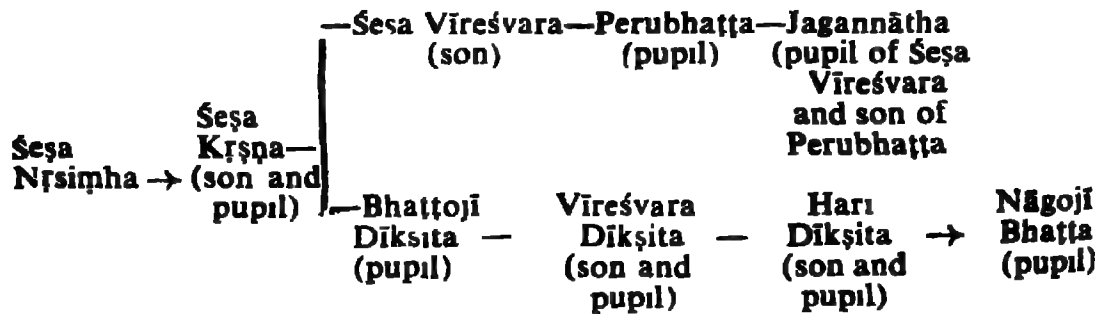 —Śeṣa Vīreśvara—Perubhaṭṭa—Jagannātha
(son) (pupil) (pupil of Śeṣa
Vīreśvara
and son of
Perubhaṭṭa
Śeṣa
Kṛṣṇa—
(son and
pupil)
Śeṣa
Nṛsiṃha →
—Bhaṭṭojī Vīreśvara Hari Nāgojī
Dīkṣita — Dīkṣita — Dīkṣita → Bhaṭṭa
(pupil) (son and (son and (pupil)
pupil) pupil)